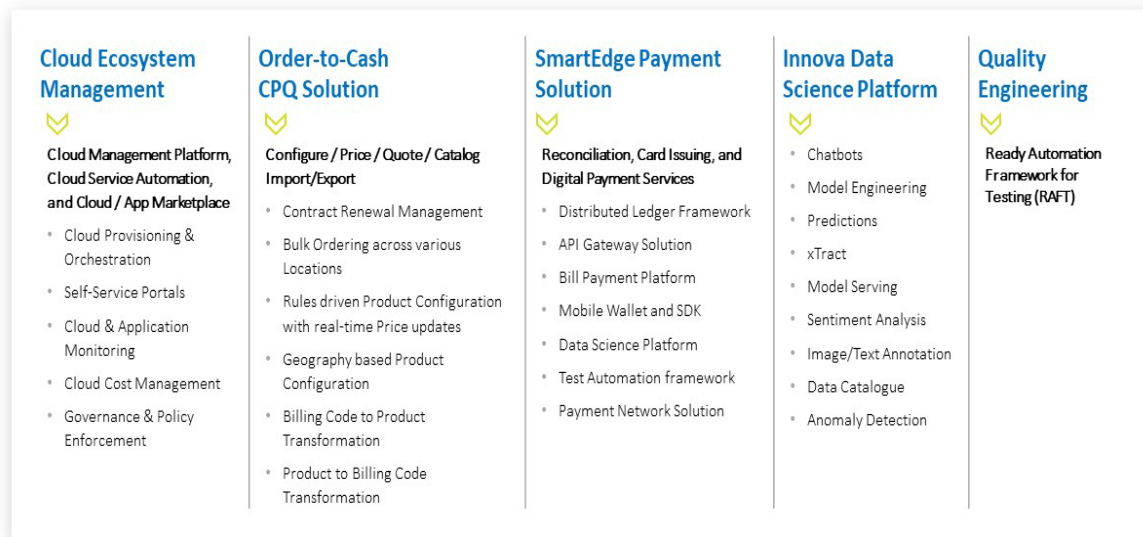 Cloud Ecosystem
Management
Cloud Management Platform,
Cloud Service Automation,
and Cloud / App Marketplace
• Cloud Provisioning &
Orchestration
• Self-Service Portals
• Cloud & Application
Monitoring
• Cloud Cost Management
• Governance & Policy
Enforcement
Order-to-Cash
CPQ Solution
Configure / Price / Quote / Catalog
Import/Export
• Contract Renewal Management
• Bulk Ordering across various
Locations
• Rules driven Product Configuration
with real-time Price updates
• Geography based Product
Configuration
• Billing Code to Product
Transformation
• Product to Billing Code
Transformation
SmartEdge Payment
Solution
Reconciliation, Card Issuing, and
Digital Payment Services
• Distributed Ledger Framework
• API Gateway Solution
• Bill Payment Platform
• Mobile Wallet and SDK
• Data Science Platform
• Test Automation framework
• Payment Network Solution
Innova Data
Science Platform
• Chatbots
• Model Engineering
• Predictions
• xTract
• Model Serving
• Sentiment Analysis
• Image/Text Annotation
• Data Catalogue
• Anomaly Detection
Quality
Engineering
Ready Automation
Framework for
Testing (RAFT)